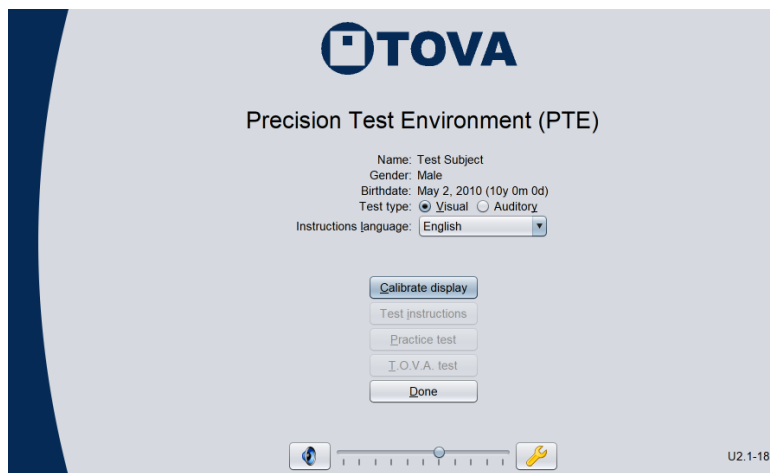 TOVA
Precision Test Environment (PTE)
Name: Test Subject
Gender: Male
Birthdate: May 2, 2010 (10y 0m 0d)
Test type: Visual Auditory
Instructions language: English
Calibrate display
Test instructions
Practice test
T.O.V.A. test
Done
U2.1-18